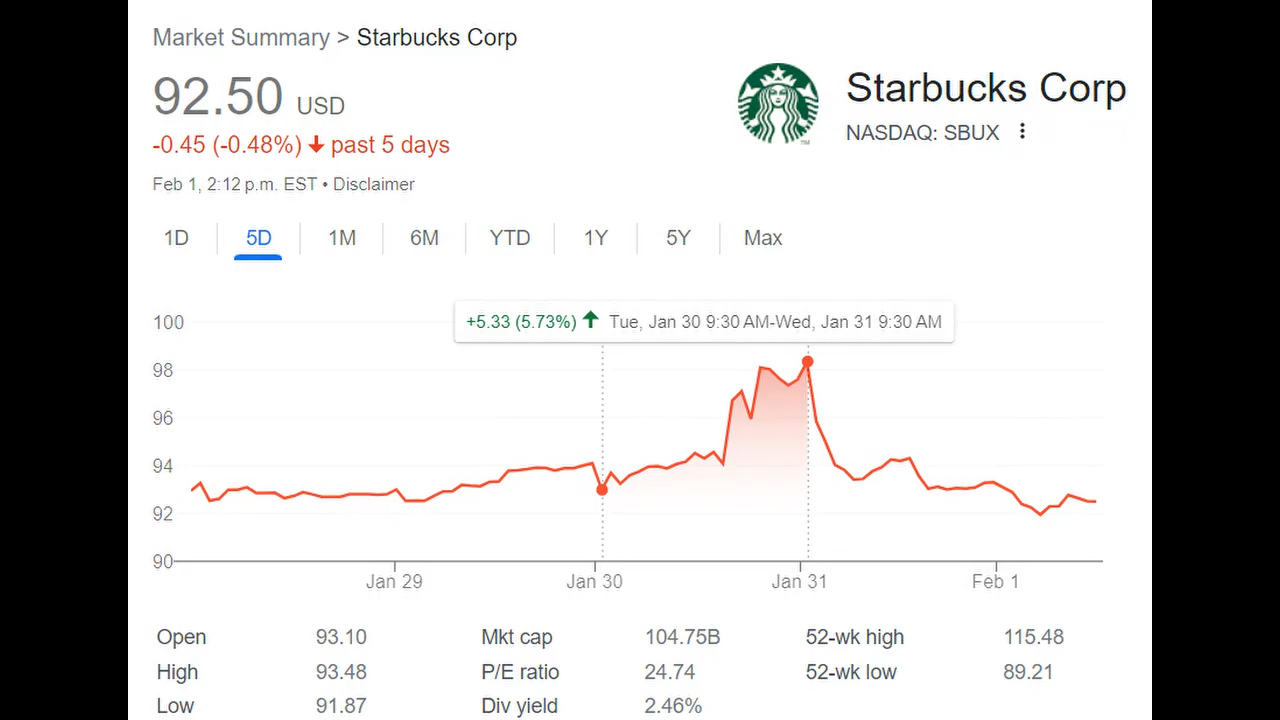 Market Summary > Starbucks Corp
92.50 USD
-0.45 (-0.48%) past 5 days
Feb 1, 2:12 p.m. EST • Disclaimer
TM
Starbucks Corp
NASDAQ: SBUX
1D 5D 1M 6M YTD 1Y 5Y Max
+5.33 (5.73%) Tue, Jan 30 9:30 AM-Wed, Jan 31 9:30 AM
100
98
96
94
92
90
Jan 29 Jan 30 Jan 31 Feb 1
Open 93.10 Mkt cap 104.75B 52-wk high 115.48
High 93.48 P/E ratio 24.74 52-wk low 89.21
Low 91.87 Div yield 2.46%